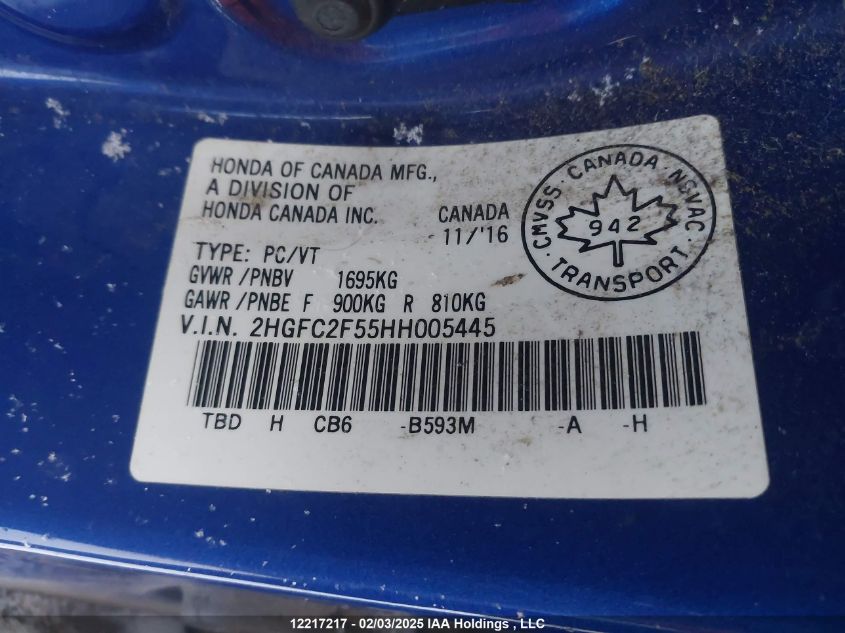 HONDA OF CANADA MFG.,
A DIVISION OF
HONDA CANADA INC. CANADA
11/'16
CMVSS · CANADA NSVAC · TRANSPORT ·
942
TYPE: PC/VT
GVWR /PNBV 1695KG
GAWR /PNBE F 900KG R 810KG
V.I.N. 2HGFC2F55HH005445
TBD H CB6 -B593M -A -H
12217217 - 02/03/2025 IAA Holdings , LLC